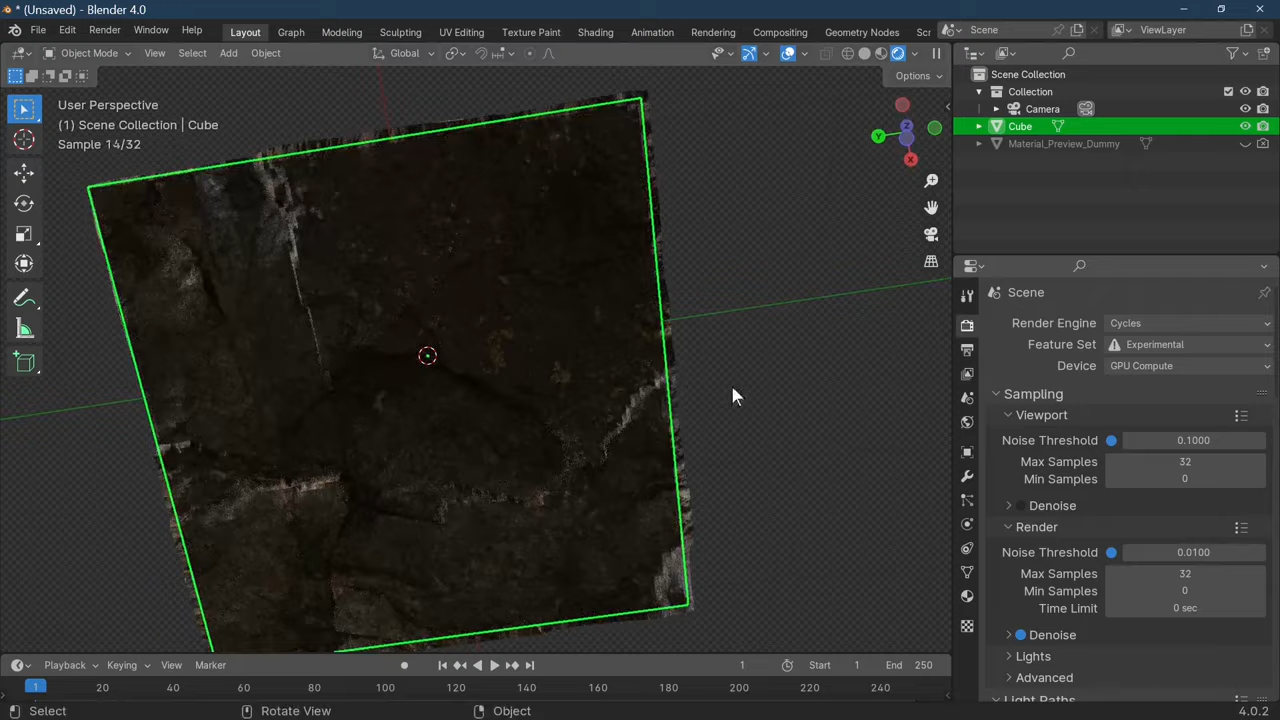 * (Unsaved) - Blender 4.0
File Edit Render Window Help Layout Graph Modeling Sculpting UV Editing Texture Paint Shading Animation Rendering Compositing Geometry Nodes Scr Scene ViewLayer
Object Mode View Select Add Object Global
Options
User Perspective
(1) Scene Collection | Cube
Sample 14/32
Z
Y
X
Scene Collection
Collection
Camera
Cube
Material_Preview_Dummy
Scene
Render Engine Cycles
Feature Set Experimental
Device GPU Compute
Sampling
Viewport
Noise Threshold 0.1000
Max Samples 32
Min Samples 0
Denoise
Render
Noise Threshold 0.0100
Max Samples 32
Min Samples 0
Time Limit 0 sec
Denoise
Lights
Advanced
Light Paths
Playback Keying View Marker 1 Start 1 End 250
1 20 40 60 80 100 120 140 160 180 200 220 240
Select Rotate View Object 4.0.2